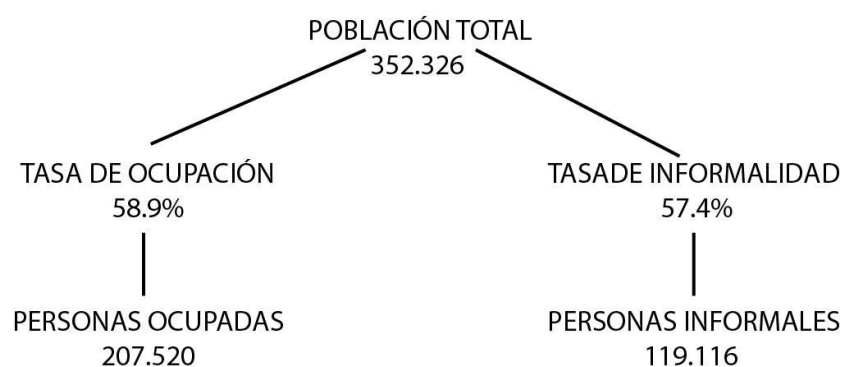 POBLACIÓN TOTAL
352.326
TASA DE OCUPACIÓN
58.9%
TASADE INFORMALIDAD
57.4%
PERSONAS OCUPADAS
207.520
PERSONAS INFORMALES
119.116